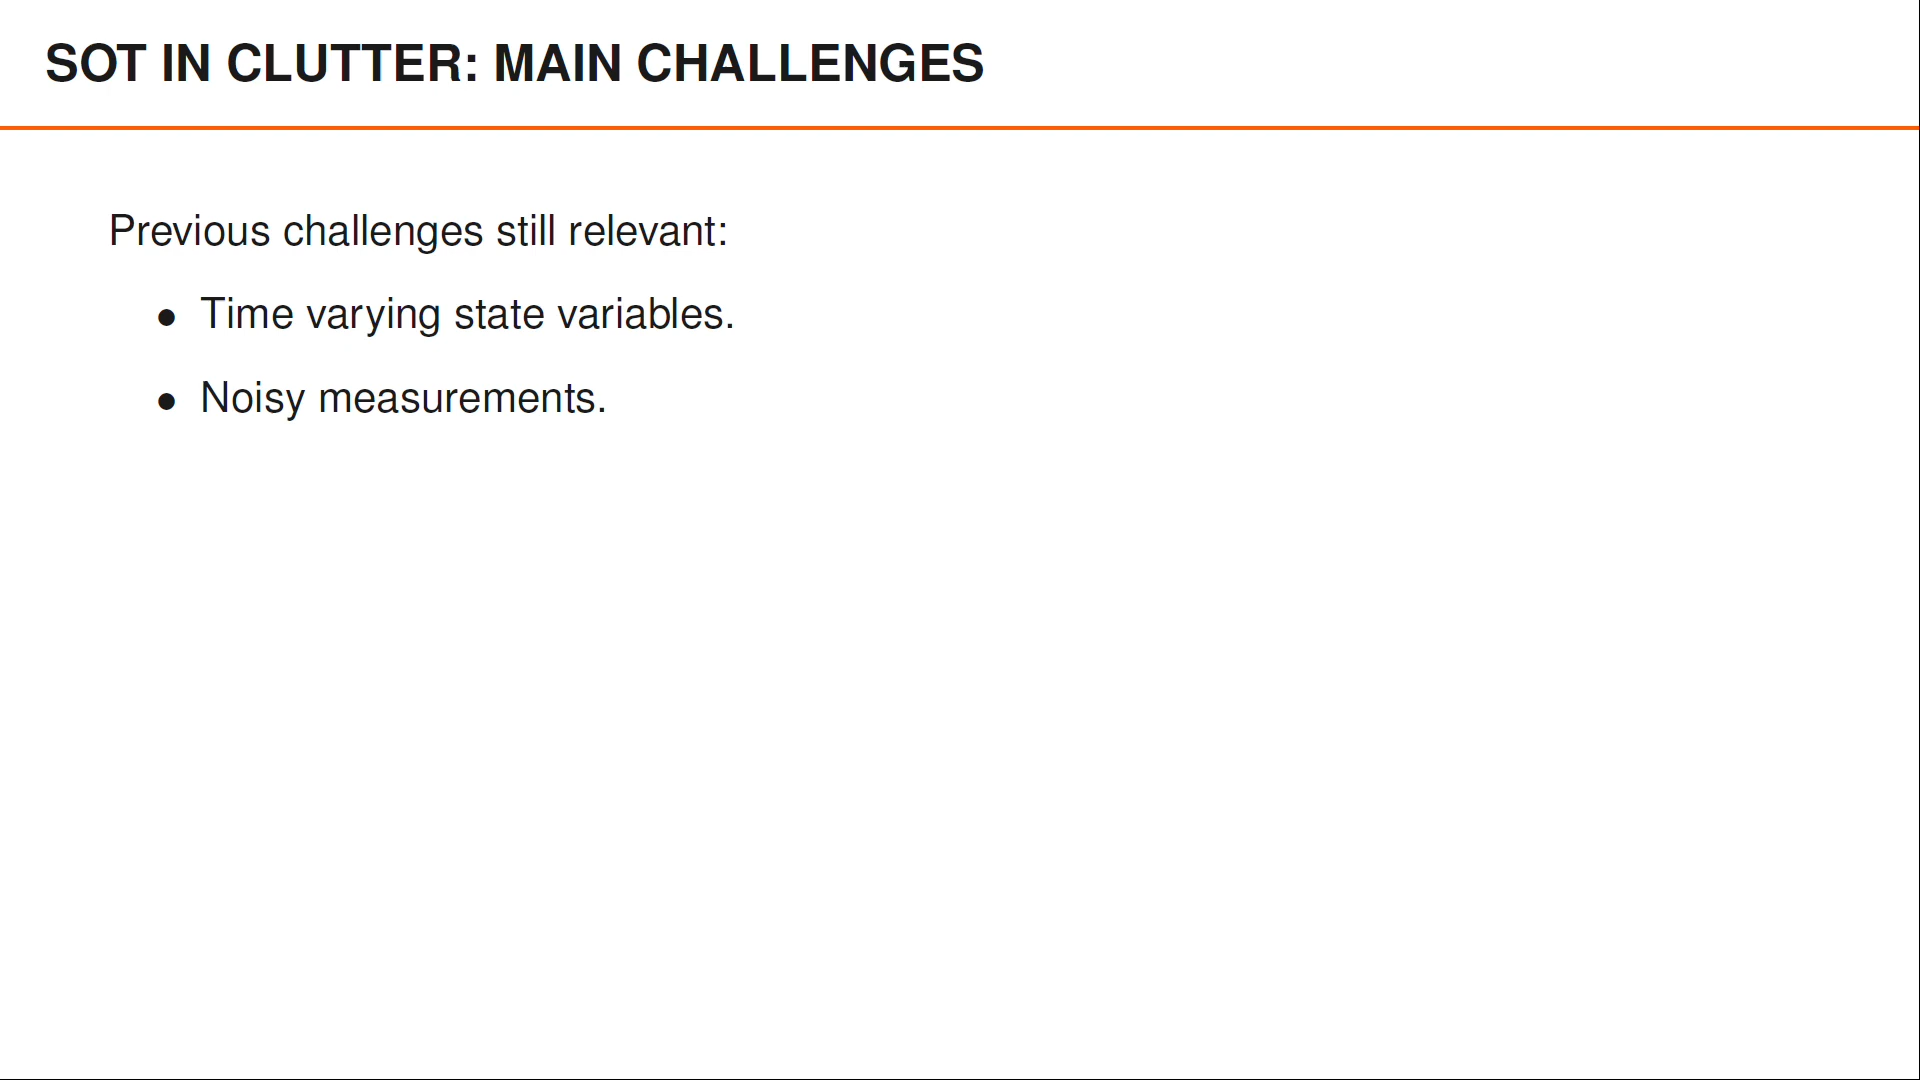 SOT IN CLUTTER: MAIN CHALLENGES
Previous challenges still relevant:
● Time varying state variables.
● Noisy measurements.